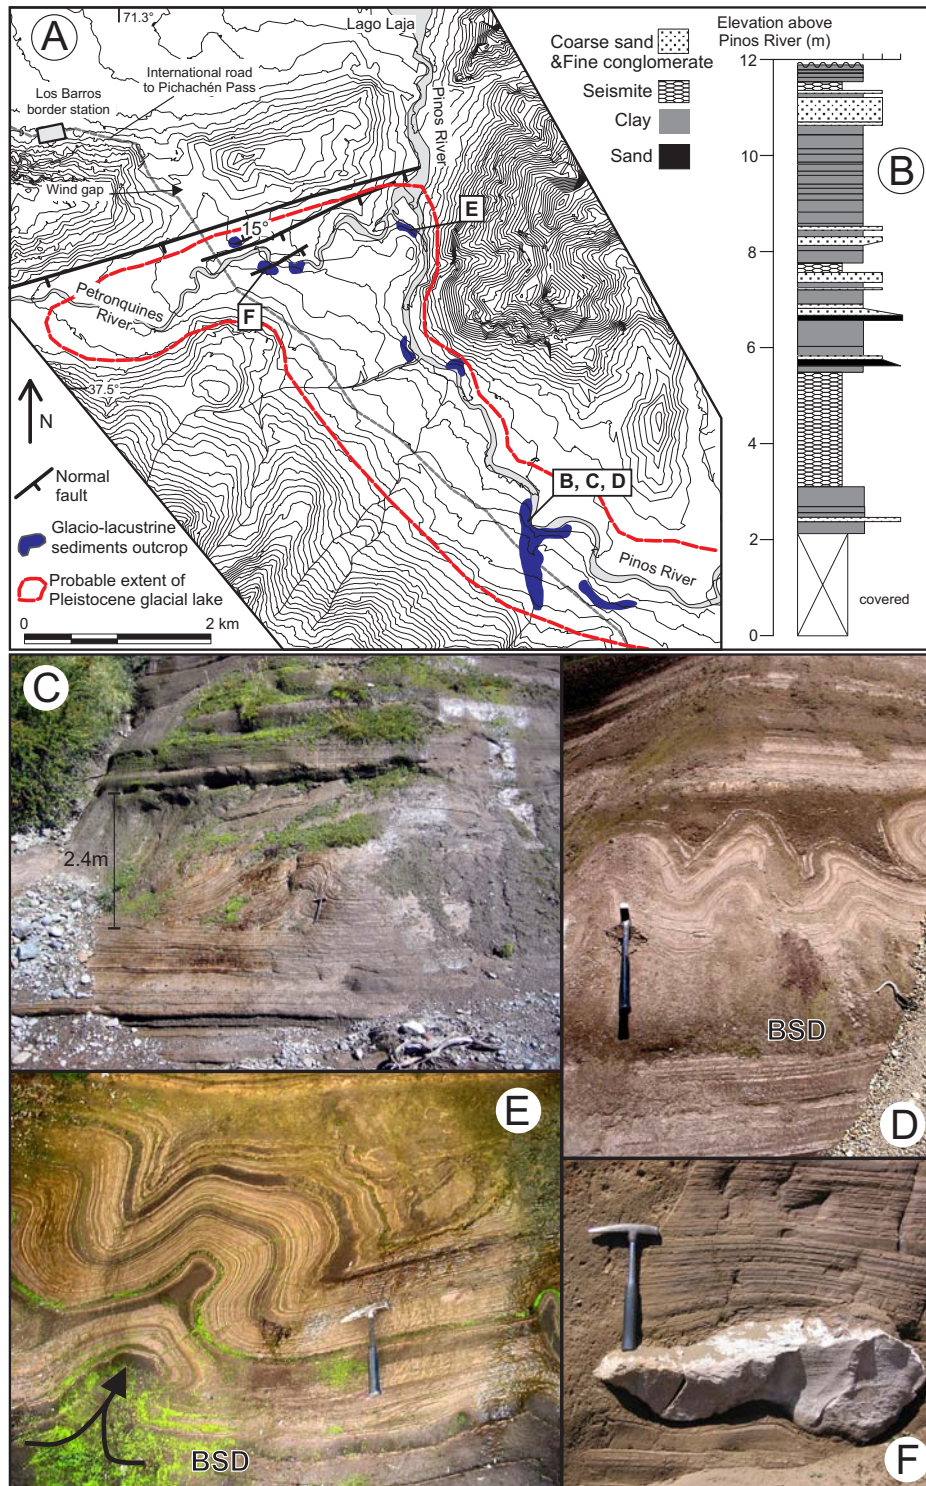 A
71.3°
Lago Laja
International road
to Pichachén Pass
Los Barros
border station
Pinos River
Wind gap
15°
E
Petronquines
River
F
37.5°
N
Normal
fault
Glacio-lacustrine
sediments outcrop
Probable extent of
Pleistocene glacial lake
0 2 km
B, C, D
Pinos River
Coarse sand
&Fine conglomerate
Seismite
Clay
Sand
Elevation above
Pinos River (m)
12
10
8
6
4
2
0
B
covered
C
2.4m
BSD
D
E
BSD
F